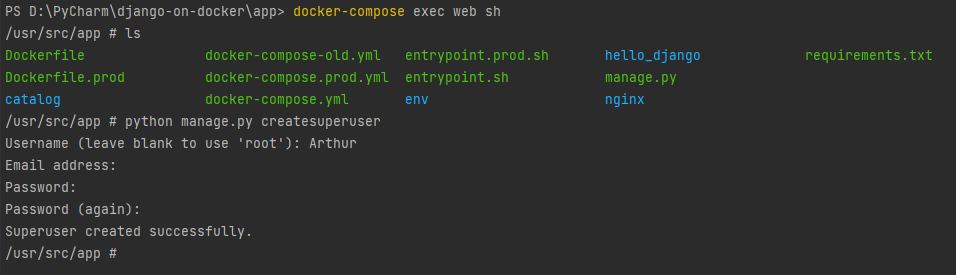 PS D:\PyCharm\django-on-docker\app> docker-compose exec web sh
/usr/src/app # ls
Dockerfile docker-compose-old.yml entrypoint.prod.sh hello_django requirements.txt
Dockerfile.prod docker-compose.prod.yml entrypoint.sh manage.py
catalog docker-compose.yml env nginx
/usr/src/app # python manage.py createsuperuser
Username (leave blank to use 'root'): Arthur
Email address:
Password:
Password (again):
Superuser created successfully.
/usr/src/app #